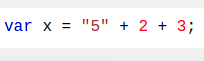 var x = "5" + 2 + 3;